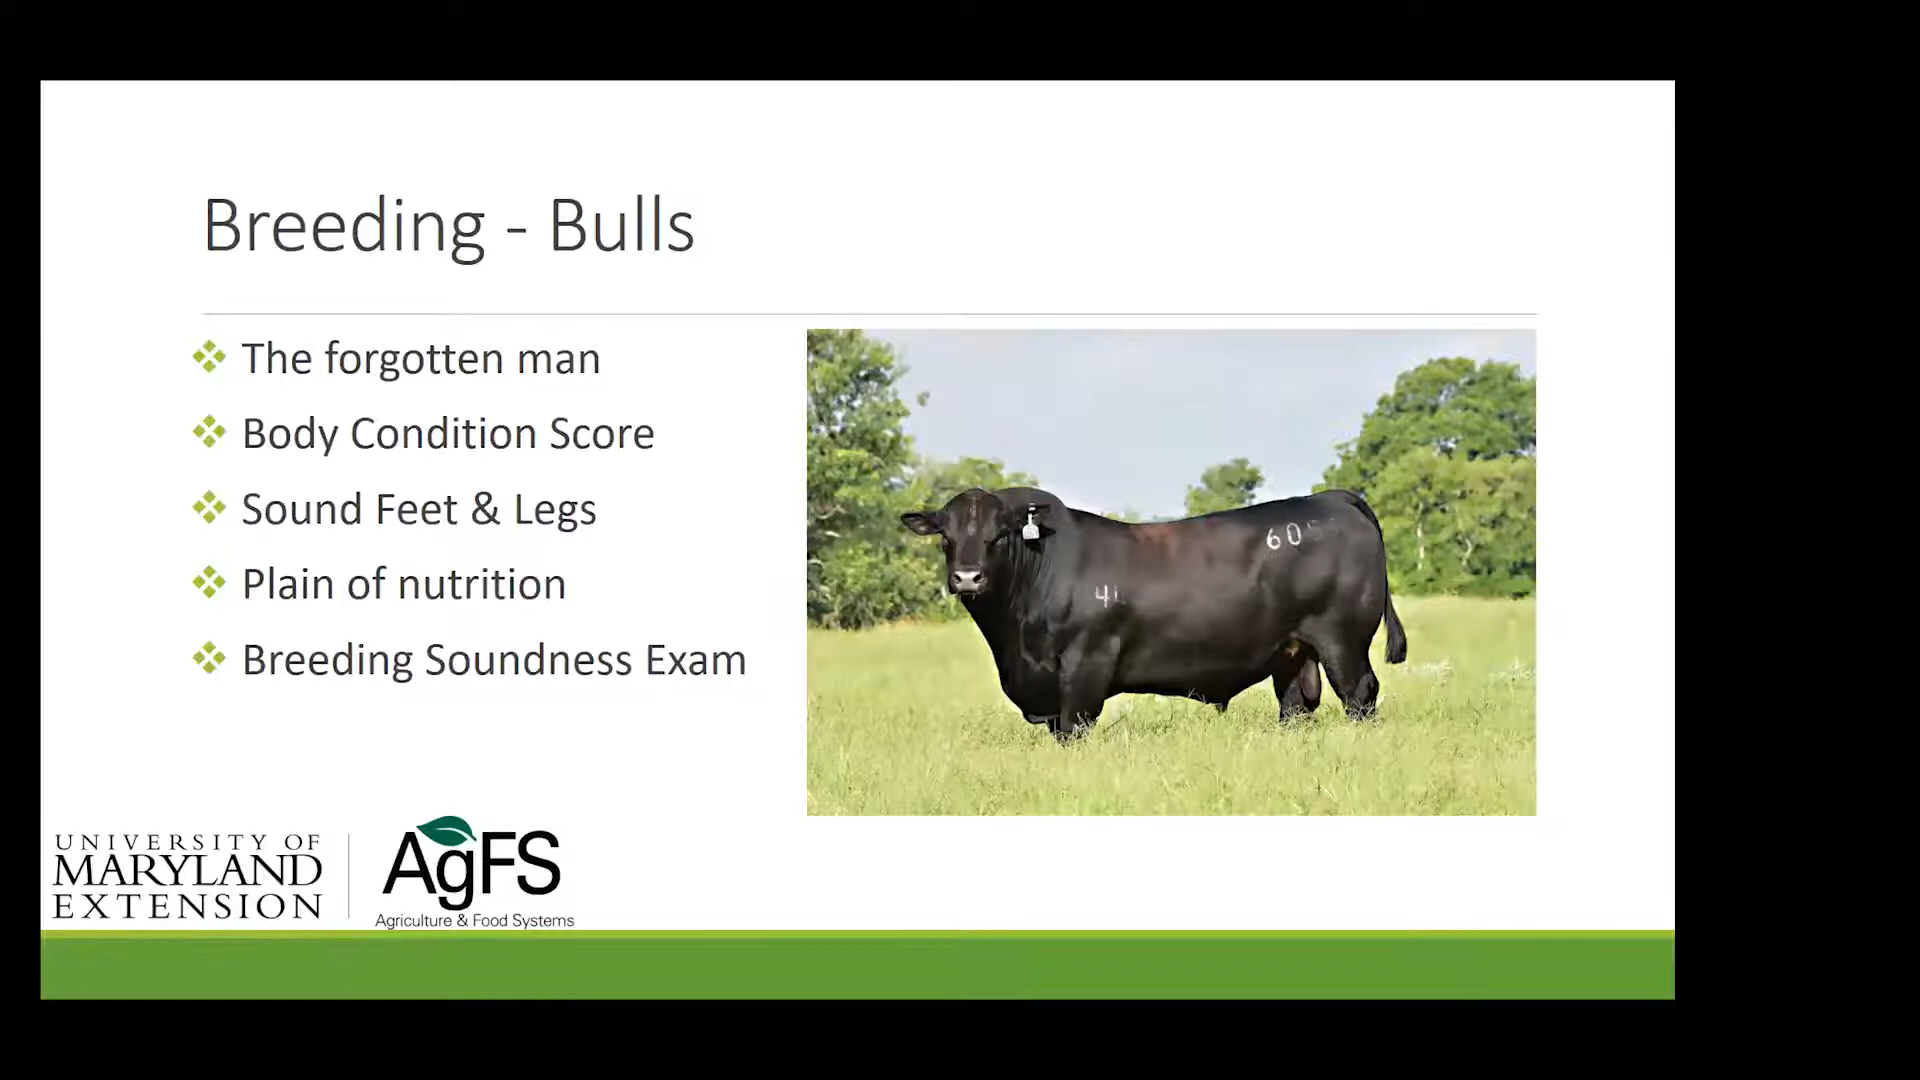 Breeding - Bulls
The forgotten man
Body Condition Score
Sound Feet & Legs
Plain of nutrition
Breeding Soundness Exam
60
UNIVERSITY OF
MARYLAND
EXTENSION
AgFS
Agriculture & Food Systems